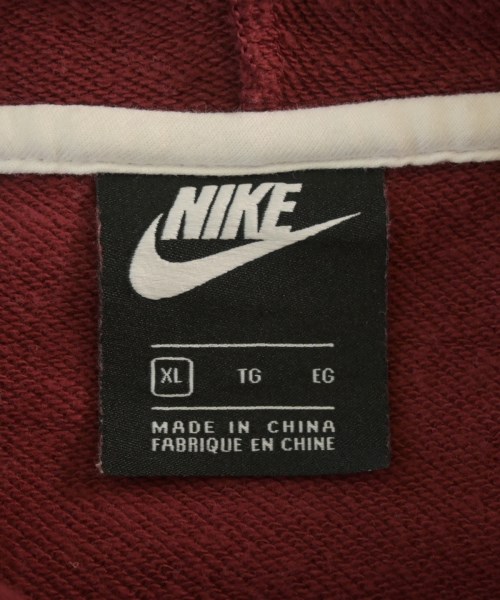 NIKE
XL TG EG
MADE IN CHINA
FABRIQUE EN CHINE